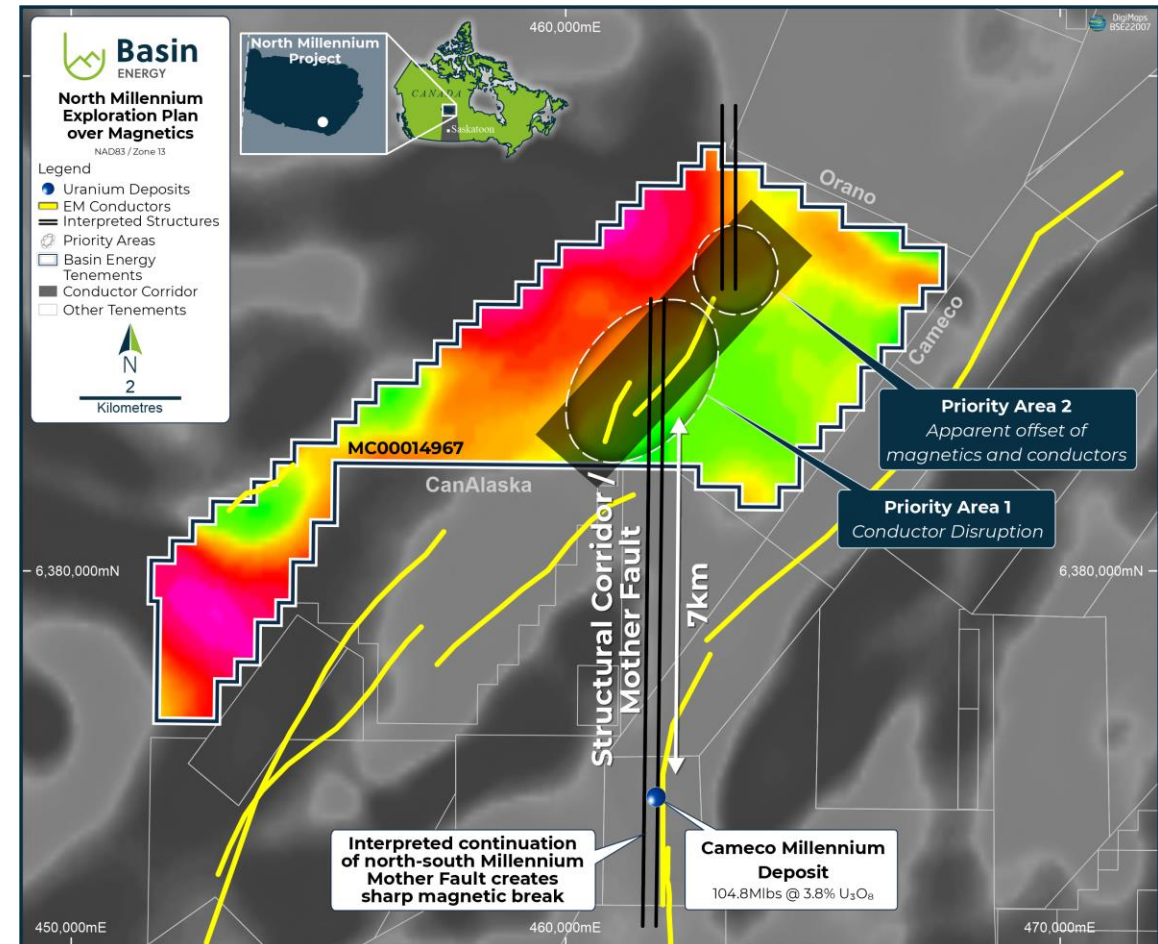 Basin
ENERGY
North Millennium
Exploration Plan
over Magnetics
NAD83 / Zone 13
Legend
Uranium Deposits
EM Conductors
Interpreted Structures
Priority Areas
Basin Energy
Tenements
Conductor Corridor
Other Tenements
N
2
Kilometres
North Millennium
Project
CANADA
Saskatoon
460,000mE
DigiMaps
BSE22007
Orano
Cameco
MC00014967
CanAlaska
Priority Area 2
Apparent offset of
magnetics and conductors
Priority Area 1
Conductor Disruption
6,380,000mN
6,380,000mN
Structural Corridor /
Mother Fault
7km
Interpreted continuation
of north-south Millennium
Mother Fault creates
sharp magnetic break
Cameco Millennium
Deposit
104.8Mlbs @ 3.8% U₃O₈
450,000mE
460,000mE
470,000mE